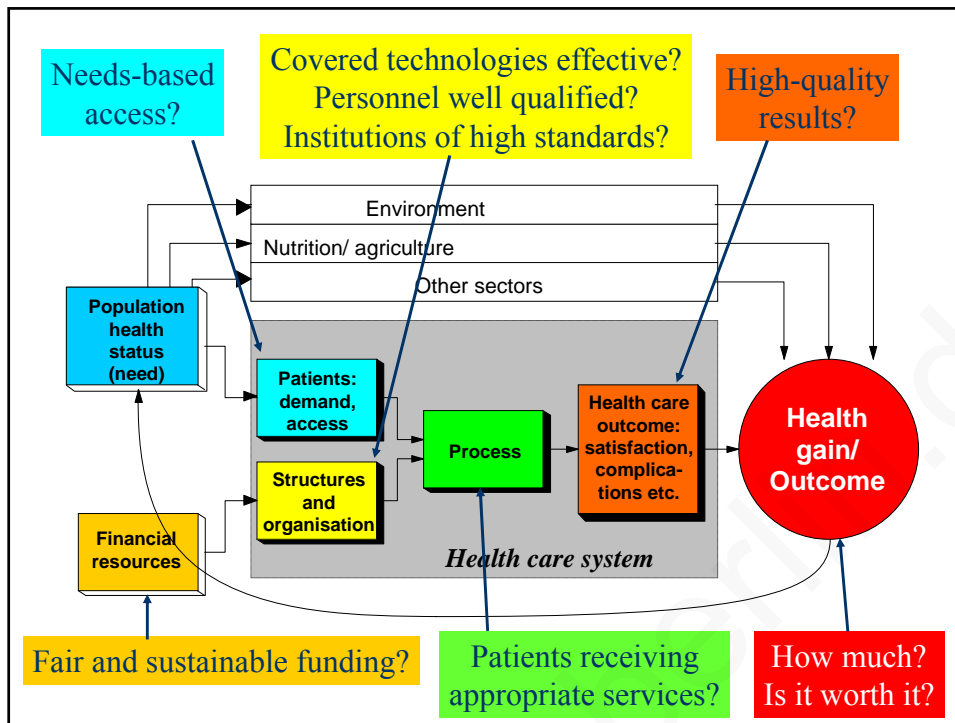 Needs-based
access?
Covered technologies effective?
Personnel well qualified?
Institutions of high standards?
High-quality
results?
Environment
Nutrition/ agriculture
Other sectors
Population
health
status
(need)
Patients:
demand,
access
Structures
and
organisation
Process
Health care
outcome:
satisfaction,
complica-
tions etc.
Health
gain/
Outcome
Financial
resources
Health care system
Fair and sustainable funding?
Patients receiving
appropriate services?
How much?
Is it worth it?